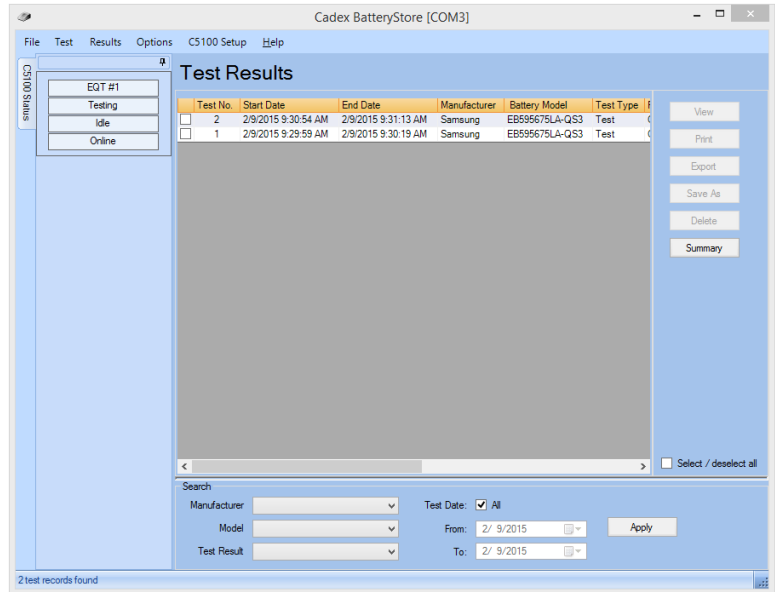 Cadex BatteryStore [COM3]
File Test Results Options C5100 Setup Help
C5100 Status
EQT #1
Testing
Idle
Online
Test Results
Test No. Start Date End Date Manufacturer Battery Model Test Type
2 2/9/2015 9:30:54 AM 2/9/2015 9:31:13 AM Samsung EB595675LA-QS3 Test
1 2/9/2015 9:29:59 AM 2/9/2015 9:30:19 AM Samsung EB595675LA-QS3 Test
View
Print
Export
Save As
Delete
Summary
Select / deselect all
Search
Manufacturer Test Date: All
Model From: 2/ 9/2015 Apply
Test Result To: 2/ 9/2015
2 test records found